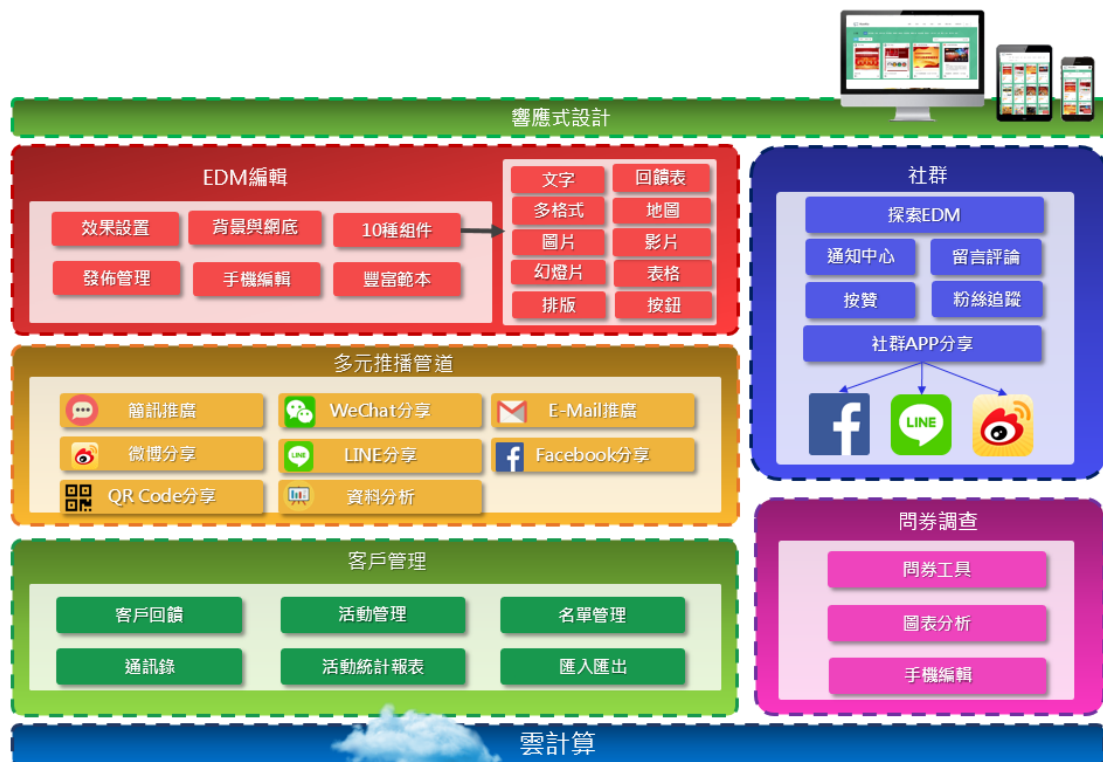 響應式設計
EDM編輯
效果設置
背景與網底
10種組件
發佈管理
手機編輯
豐富範本
文字
回饋表
多格式
地圖
圖片
影片
幻燈片
表格
排版
按鈕
社群
探索EDM
通知中心
留言評論
按贊
粉絲追蹤
社群APP分享
LINE
多元推播管道
簡訊推廣
WeChat分享
E-Mail推廣
微博分享
LINE
LINE分享
Facebook分享
QR Code分享
資料分析
問券調查
問券工具
圖表分析
手機編輯
客戶管理
客戶回饋
活動管理
名單管理
通訊錄
活動統計報表
匯入匯出
雲計算